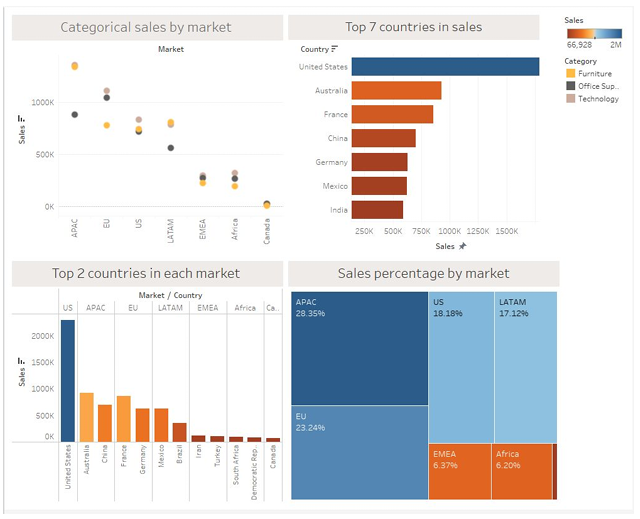 Categorical sales by market
Market
Sales
1000K
500K
0K
APAC
EU
US
LATAM
EMEA
Africa
Canada
Top 7 countries in sales
Country
United States
Australia
France
China
Germany
Mexico
India
250K 500K 750K 1000K 1250K 1500K
Sales
Sales
66,928 2M
Category
Furniture
Office Sup..
Technology
Top 2 countries in each market
Market / Country
US APAC EU LATAM EMEA Africa Ca..
Sales
2000K
1500K
1000K
500K
0K
United States
Australia
China
France
Germany
Mexico
Brazil
Iran
Turkey
South Africa
Democratic Rep..
Canada
Sales percentage by market
APAC
28.35%
EU
23.24%
US
18.18%
LATAM
17.12%
EMEA
6.37%
Africa
6.20%